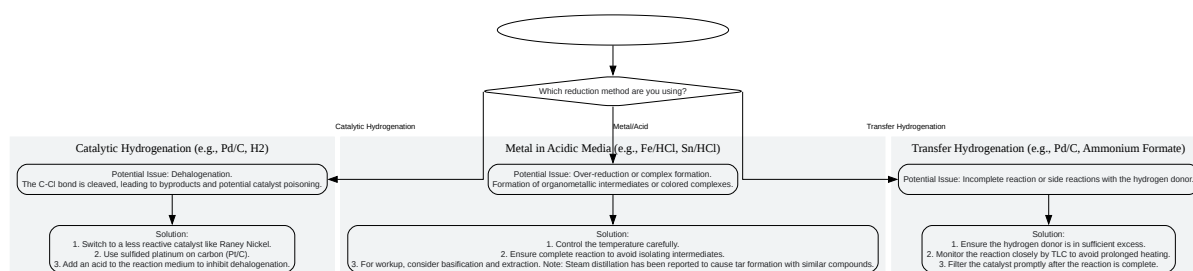 Which reduction method are you using?
Catalytic Hydrogenation
Metal/Acid
Transfer Hydrogenation
Catalytic Hydrogenation (e.g., Pd/C, H2)
Potential Issue: Dehalogenation.
The C-Cl bond is cleaved, leading to byproducts and potential catalyst poisoning.
Solution:
1. Switch to a less reactive catalyst like Raney Nickel.
2. Use sulfided platinum on carbon (Pt/C).
3. Add an acid to the reaction medium to inhibit dehalogenation.
Metal in Acidic Media (e.g., Fe/HCl, Sn/HCl)
Potential Issue: Over-reduction or complex formation.
Formation of organometallic intermediates or colored complexes.
Solution:
1. Control the temperature carefully.
2. Ensure complete reaction to avoid isolating intermediates.
3. For workup, consider basification and extraction. Note: Steam distillation has been reported to cause tar formation with similar compounds.
Transfer Hydrogenation (e.g., Pd/C, Ammonium Formate)
Potential Issue: Incomplete reaction or side reactions with the hydrogen donor.
Solution:
1. Ensure the hydrogen donor is in sufficient excess.
2. Monitor the reaction closely by TLC to avoid prolonged heating.
3. Filter the catalyst promptly after the reaction is complete.